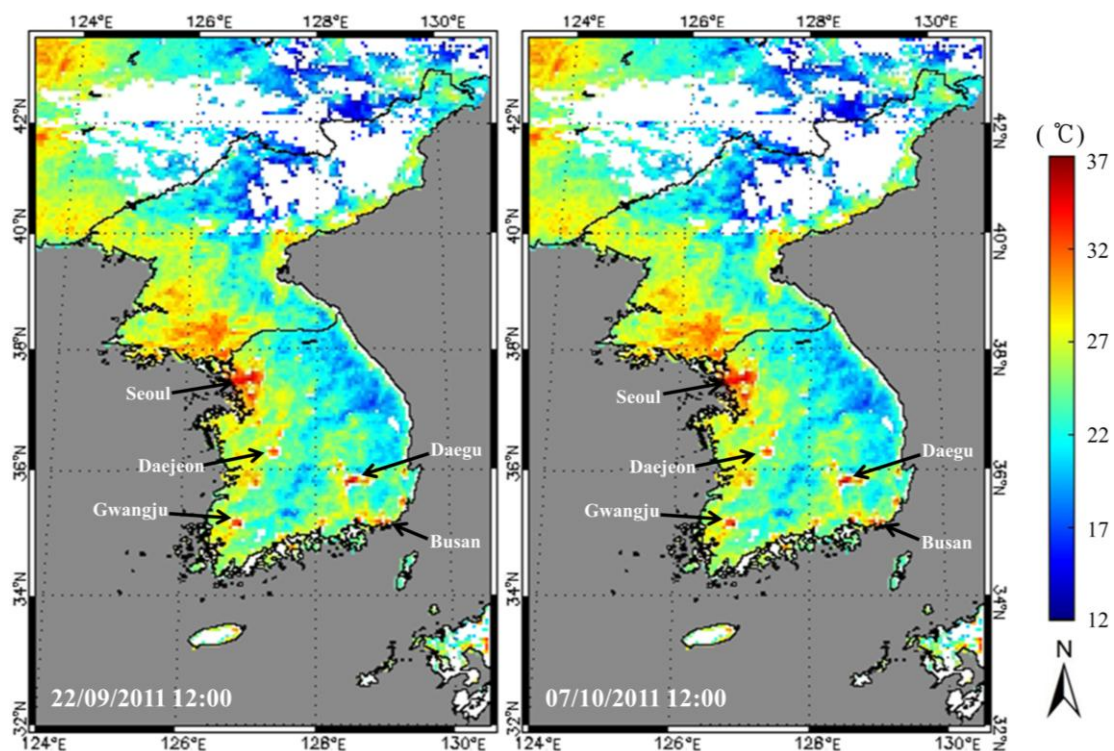 124°E 126°E 128°E 130°E 124°E 126°E 128°E 130°E
42°N 42°N 42°N
(℃)
37
40°N 40°N 40°N
32
38°N 38°N 38°N
27
Seoul Seoul
Daegu Daegu
Daejeon Daejeon
36°N 36°N 36°N
22
Gwangju Gwangju
17
Busan Busan
34°N 34°N 34°N
12
N
22/09/2011 12:00 07/10/2011 12:00
32°N 32°N 32°N
124°E 126°E 128°E 130°E 124°E 126°E 128°E 130°E